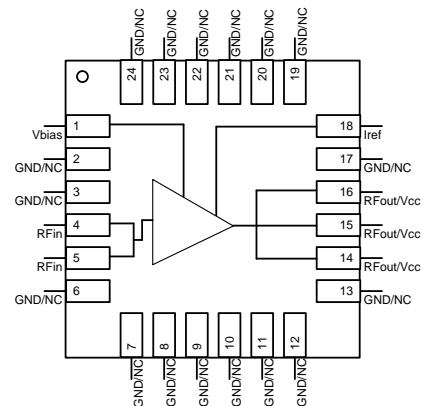 GND/NC
GND/NC
GND/NC
GND/NC
GND/NC
GND/NC
24
23
22
21
20
19
Vbias
1
18
Iref
GND/NC
2
17
GND/NC
GND/NC
3
16
RFout/Vcc
RFin
4
15
RFout/Vcc
RFin
5
14
RFout/Vcc
GND/NC
6
13
GND/NC
7
8
9
10
11
12
GND/NC
GND/NC
GND/NC
GND/NC
GND/NC
GND/NC